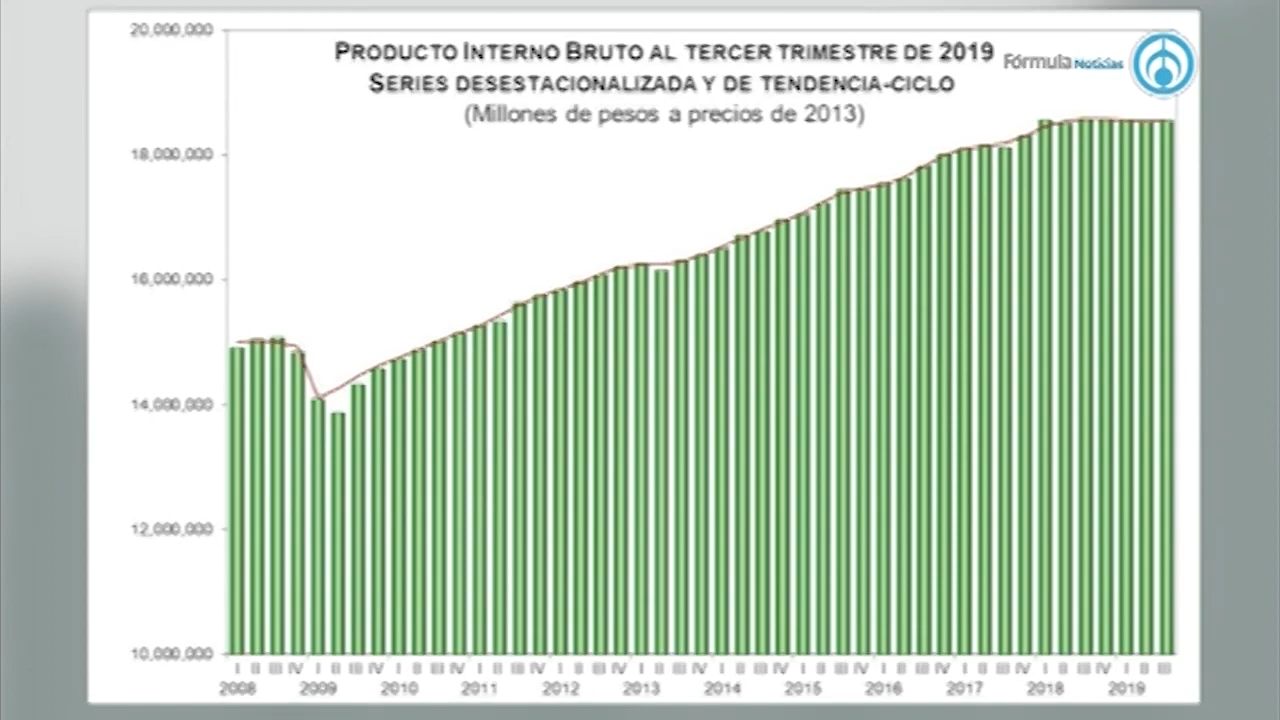 20,000,000
PRODUCTO INTERNO BRUTO AL TERCER TRIMESTRE DE 2019
Fórmula Noticias
SERIES DESESTACIONALIZADA Y DE TENDENCIA-CICLO
(Millones de pesos a precios de 2013)
18,000,000
16,000,000
14,000,000
12,000,000
10,000,000
I II III IV I II III IV I II III IV I II III IV I II III IV I II III IV I II III IV I II III IV I II III IV I II III IV I II III IV I II III
2008 2009 2010 2011 2012 2013 2014 2015 2016 2017 2018 2019